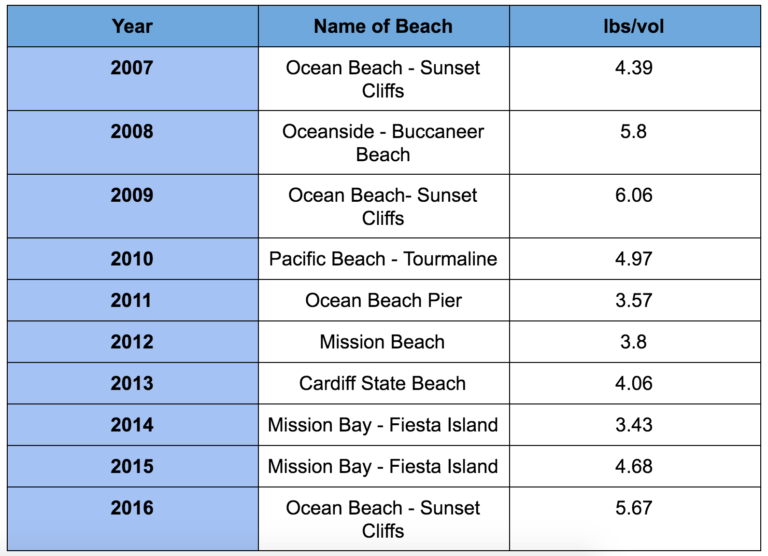 Year Name of Beach lbs/vol
2007 Ocean Beach - Sunset 4.39
Cliffs
2008 Oceanside - Buccaneer 5.8
Beach
2009 Ocean Beach- Sunset 6.06
Cliffs
2010 Pacific Beach - Tourmaline 4.97
2011 Ocean Beach Pier 3.57
2012 Mission Beach 3.8
2013 Cardiff State Beach 4.06
2014 Mission Bay - Fiesta Island 3.43
2015 Mission Bay - Fiesta Island 4.68
2016 Ocean Beach - Sunset 5.67
Cliffs